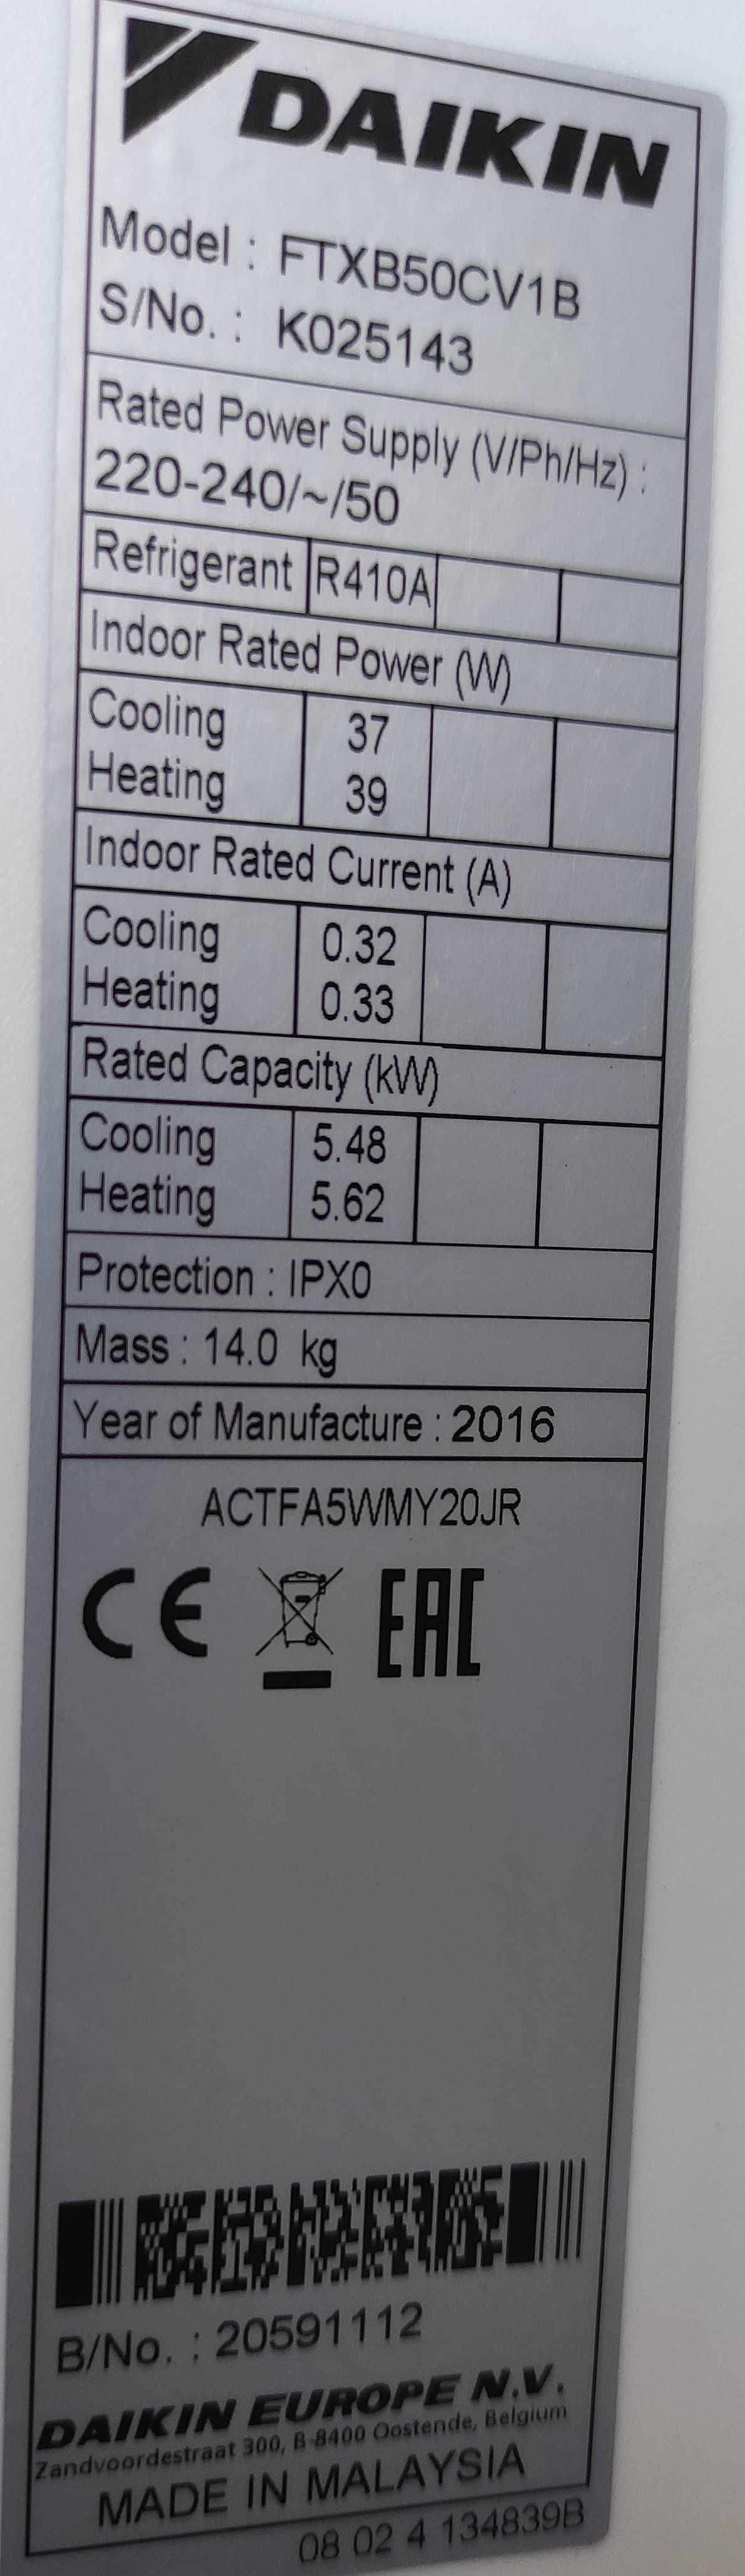 DAIKIN
Model : FTXB50CV1B
S/No. : K025143
Rated Power Supply (V/Ph/Hz) :
220-240/~/50
Refrigerant R410A
Indoor Rated Power (W)
Cooling 37
Heating 39
Indoor Rated Current (A)
Cooling 0.32
Heating 0.33
Rated Capacity (kW)
Cooling 5.48
Heating 5.62
Protection : IPX0
Mass : 14.0 kg
Year of Manufacture : 2016
ACTFA5WMY20JR
CE EAC
B/No. : 20591112
DAIKIN EUROPE N.V.
Zandvoordestraat 300, B-8400 Oostende, Belgium
MADE IN MALAYSIA
08 02 4 134839B